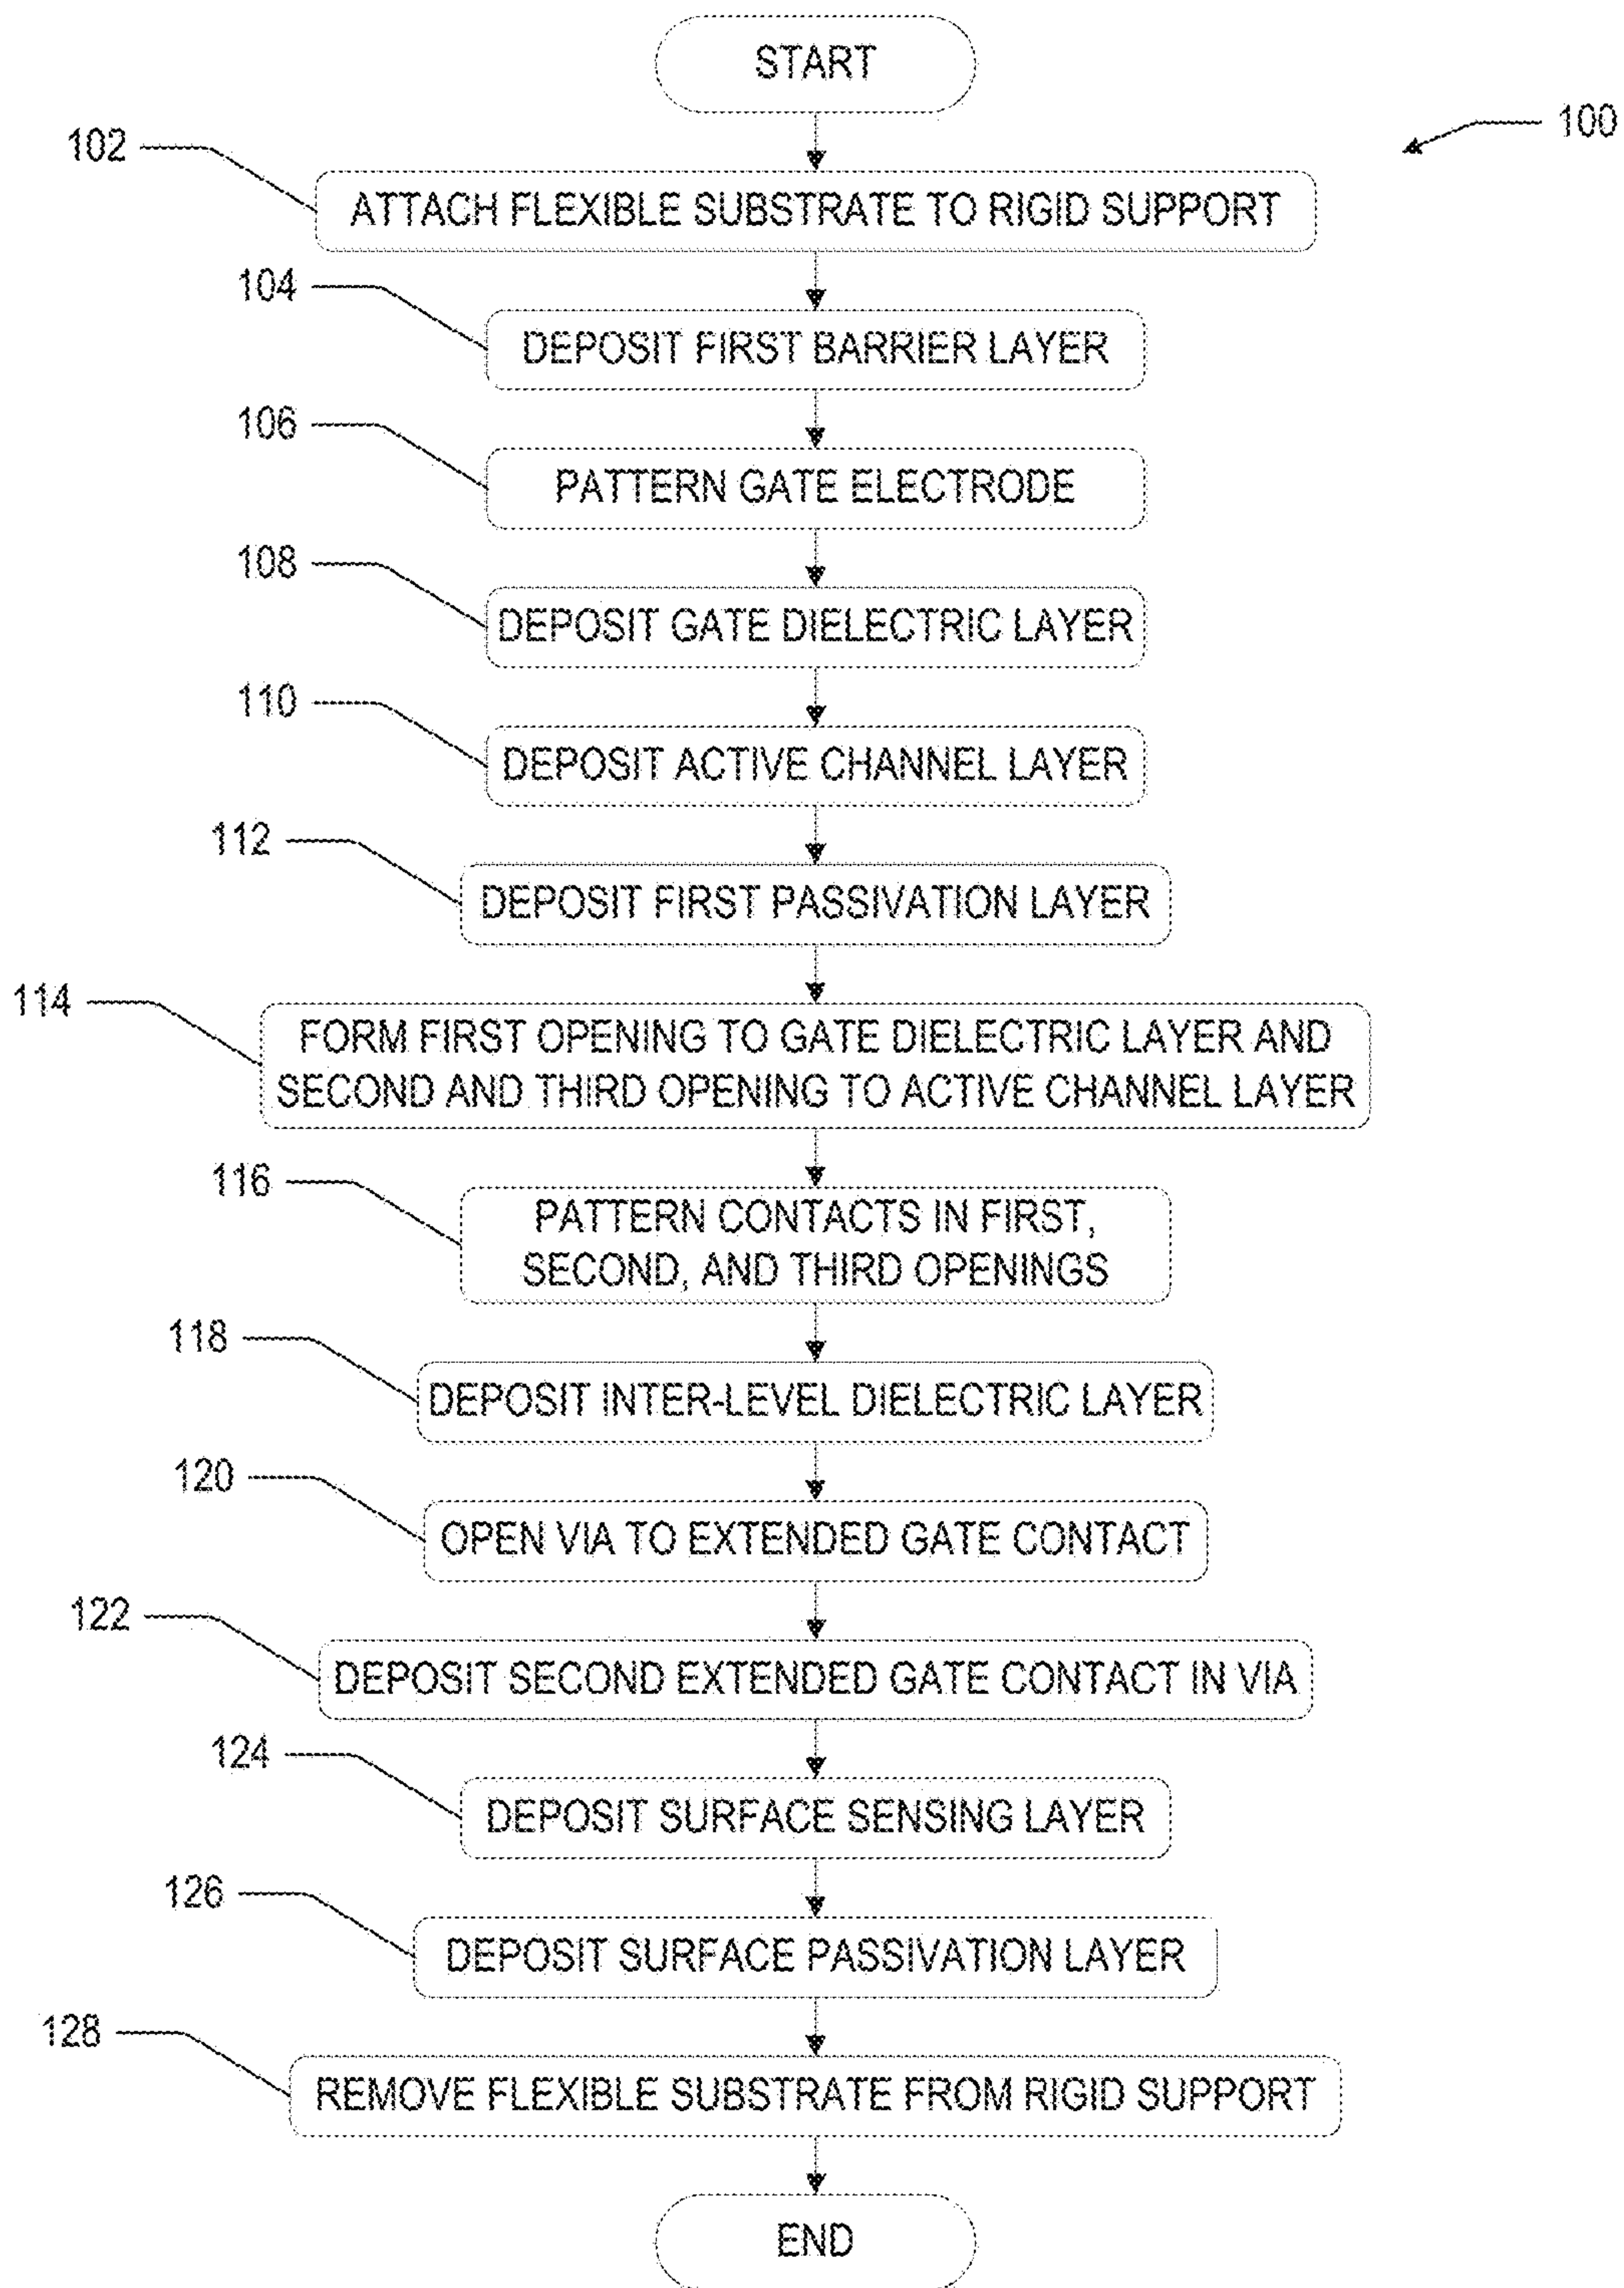 START
100
102
ATTACH FLEXIBLE SUBSTRATE TO RIGID SUPPORT
104
DEPOSIT FIRST BARRIER LAYER
106
PATTERN GATE ELECTRODE
108
DEPOSIT GATE DIELECTRIC LAYER
110
DEPOSIT ACTIVE CHANNEL LAYER
112
DEPOSIT FIRST PASSIVATION LAYER
114
FORM FIRST OPENING TO GATE DIELECTRIC LAYER AND
SECOND AND THIRD OPENING TO ACTIVE CHANNEL LAYER
116
PATTERN CONTACTS IN FIRST,
SECOND, AND THIRD OPENINGS
118
DEPOSIT INTER-LEVEL DIELECTRIC LAYER
120
OPEN VIA TO EXTENDED GATE CONTACT
122
DEPOSIT SECOND EXTENDED GATE CONTACT IN VIA
124
DEPOSIT SURFACE SENSING LAYER
126
DEPOSIT SURFACE PASSIVATION LAYER
128
REMOVE FLEXIBLE SUBSTRATE FROM RIGID SUPPORT
END